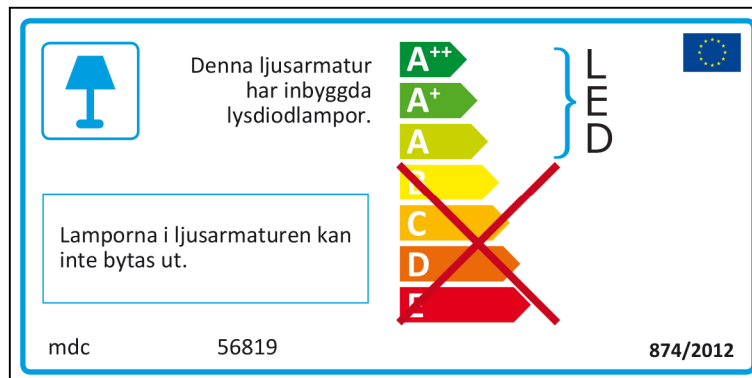 Denna ljusarmatur
har inbyggda
lysdiodlampor.
A++
A+
A
B
C
D
E
L
E
D
Lamporna i ljusarmaturen kan
inte bytas ut.
mdc 56819 874/2012